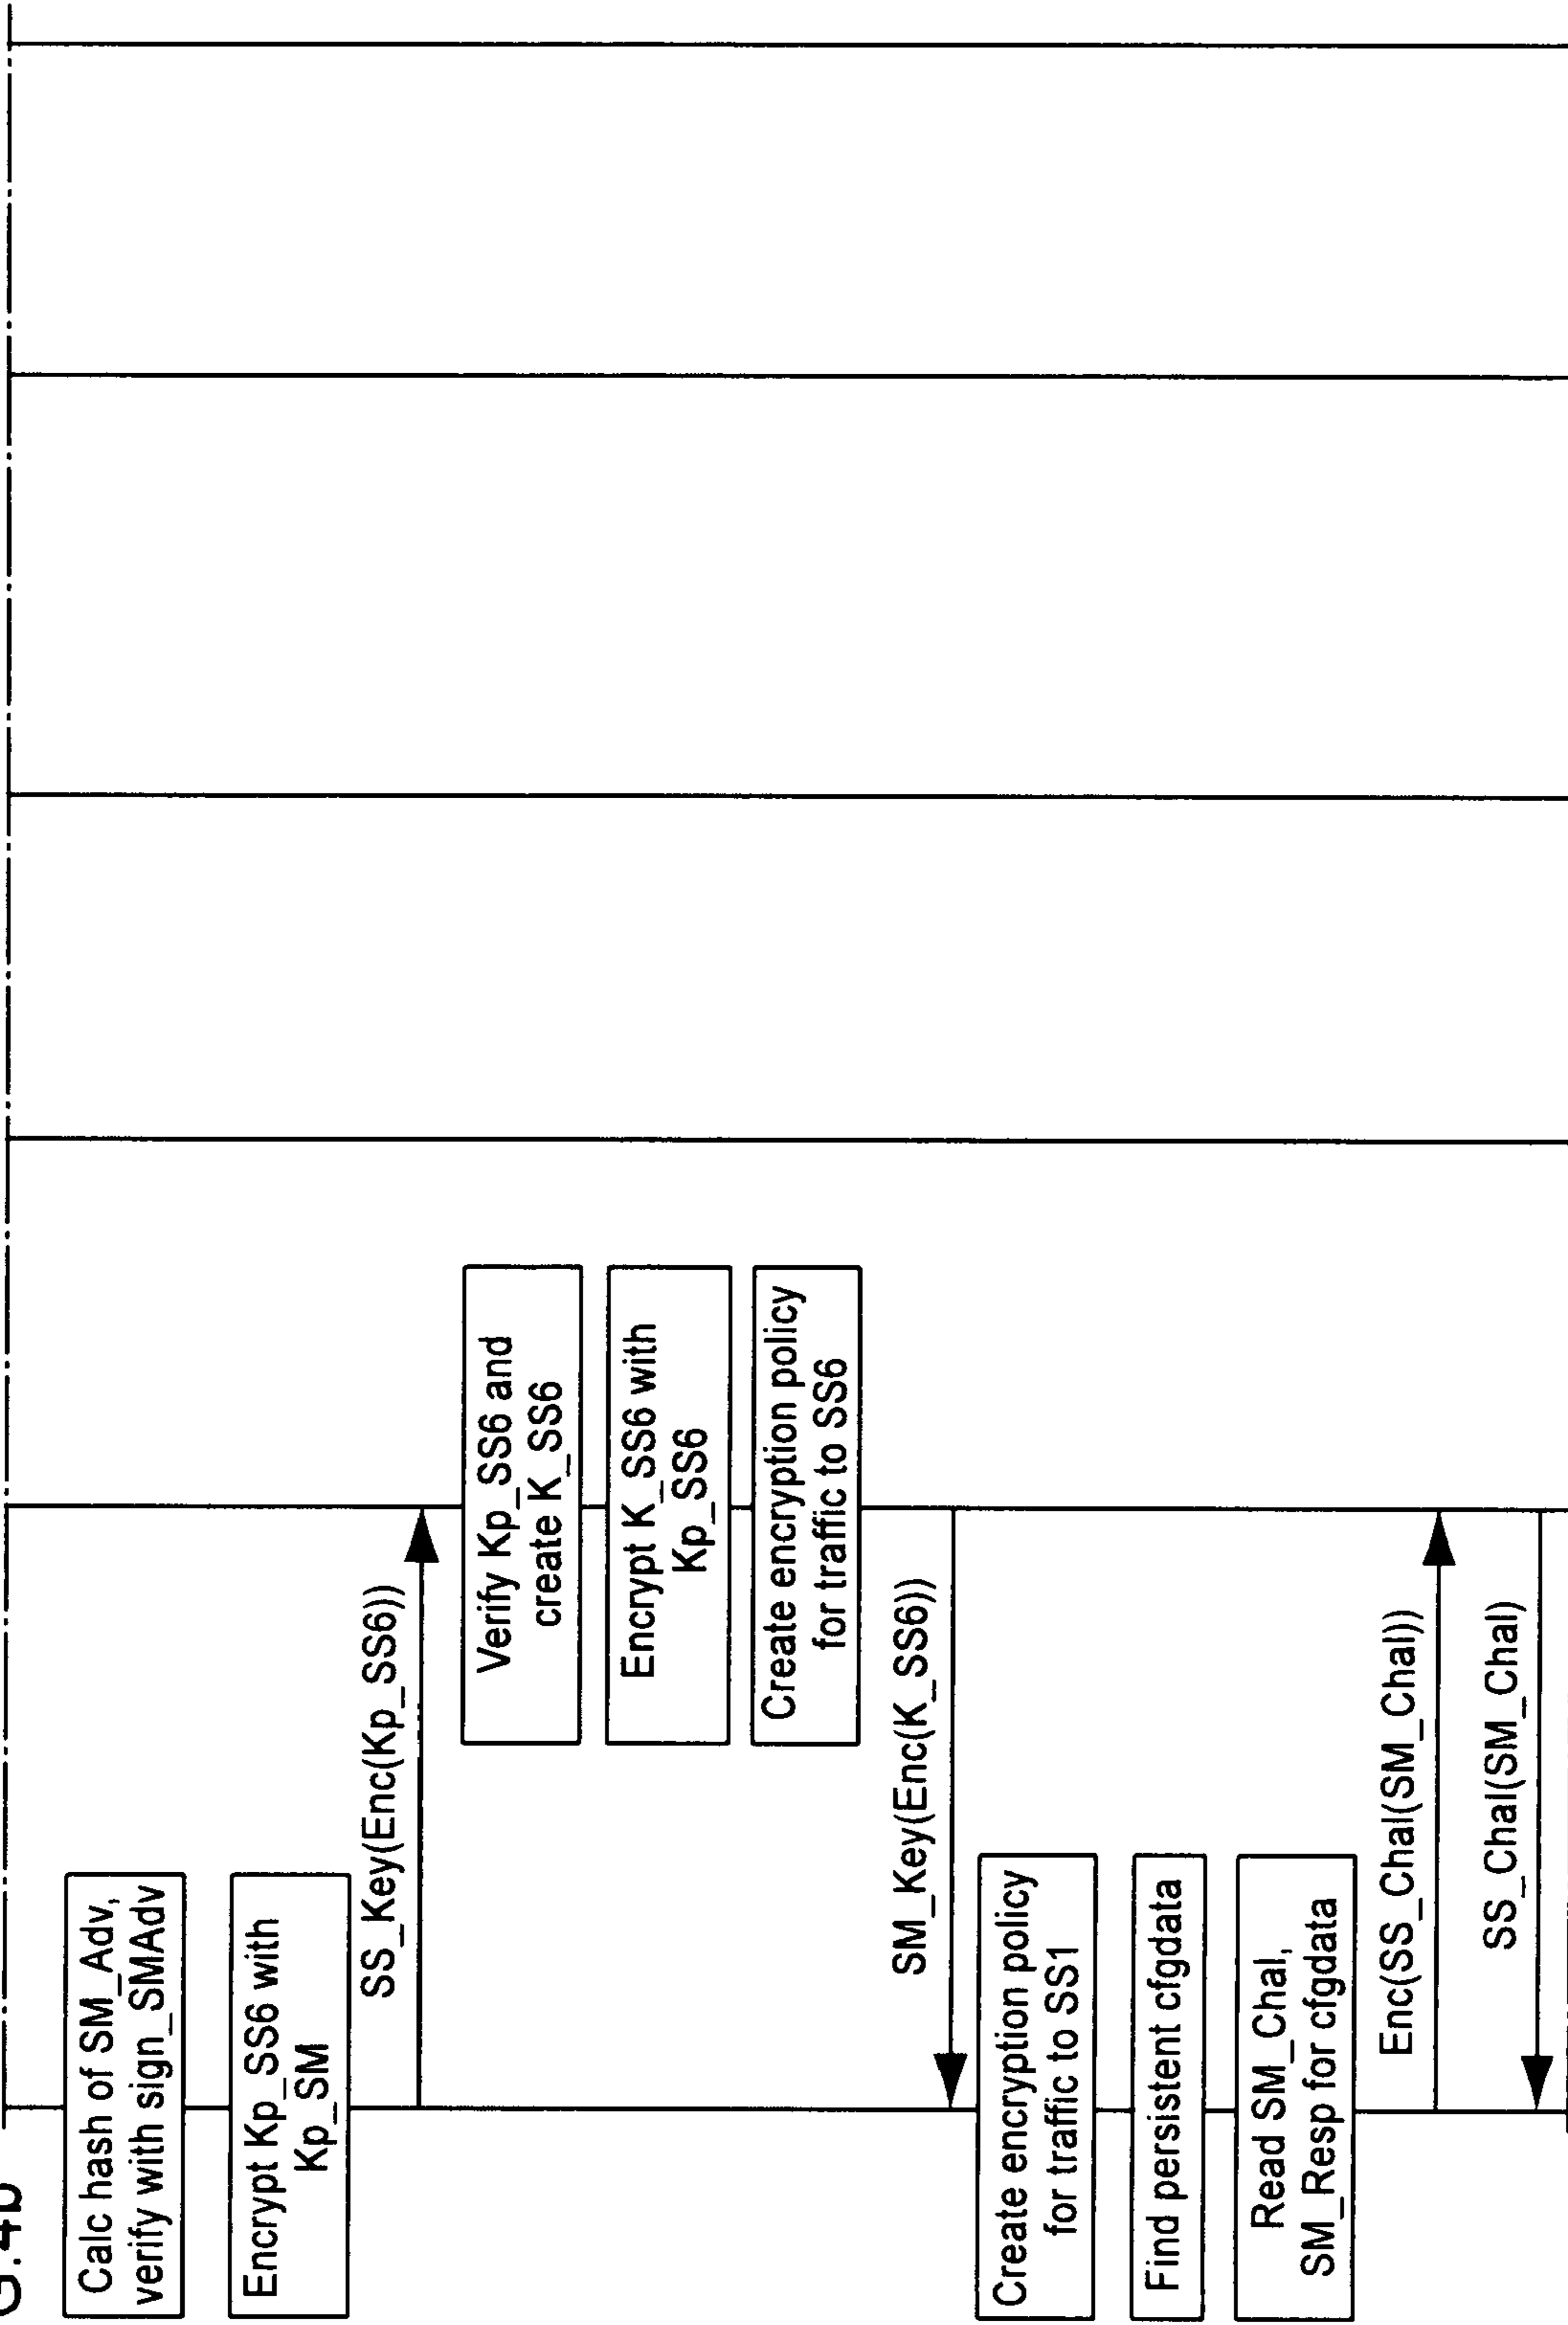 G.4b
Calc hash of SM_Adv,
verify with sign_SMAdv
Encrypt Kp_SS6 with
Kp_SM
SS_Key(Enc(Kp_SS6))
Verify Kp_SS6 and
create K_SS6
Encrypt K_SS6 with
Kp_SS6
Create encryption policy
for traffic to SS6
SM_Key(Enc(K_SS6))
Create encryption policy
for traffic to SS1
Find persistent cfgdata
Read SM_Chal,
SM_Resp for cfgdata
Enc(SS_Chal(SM_Chal))
SS_Chal(SM_Chal)